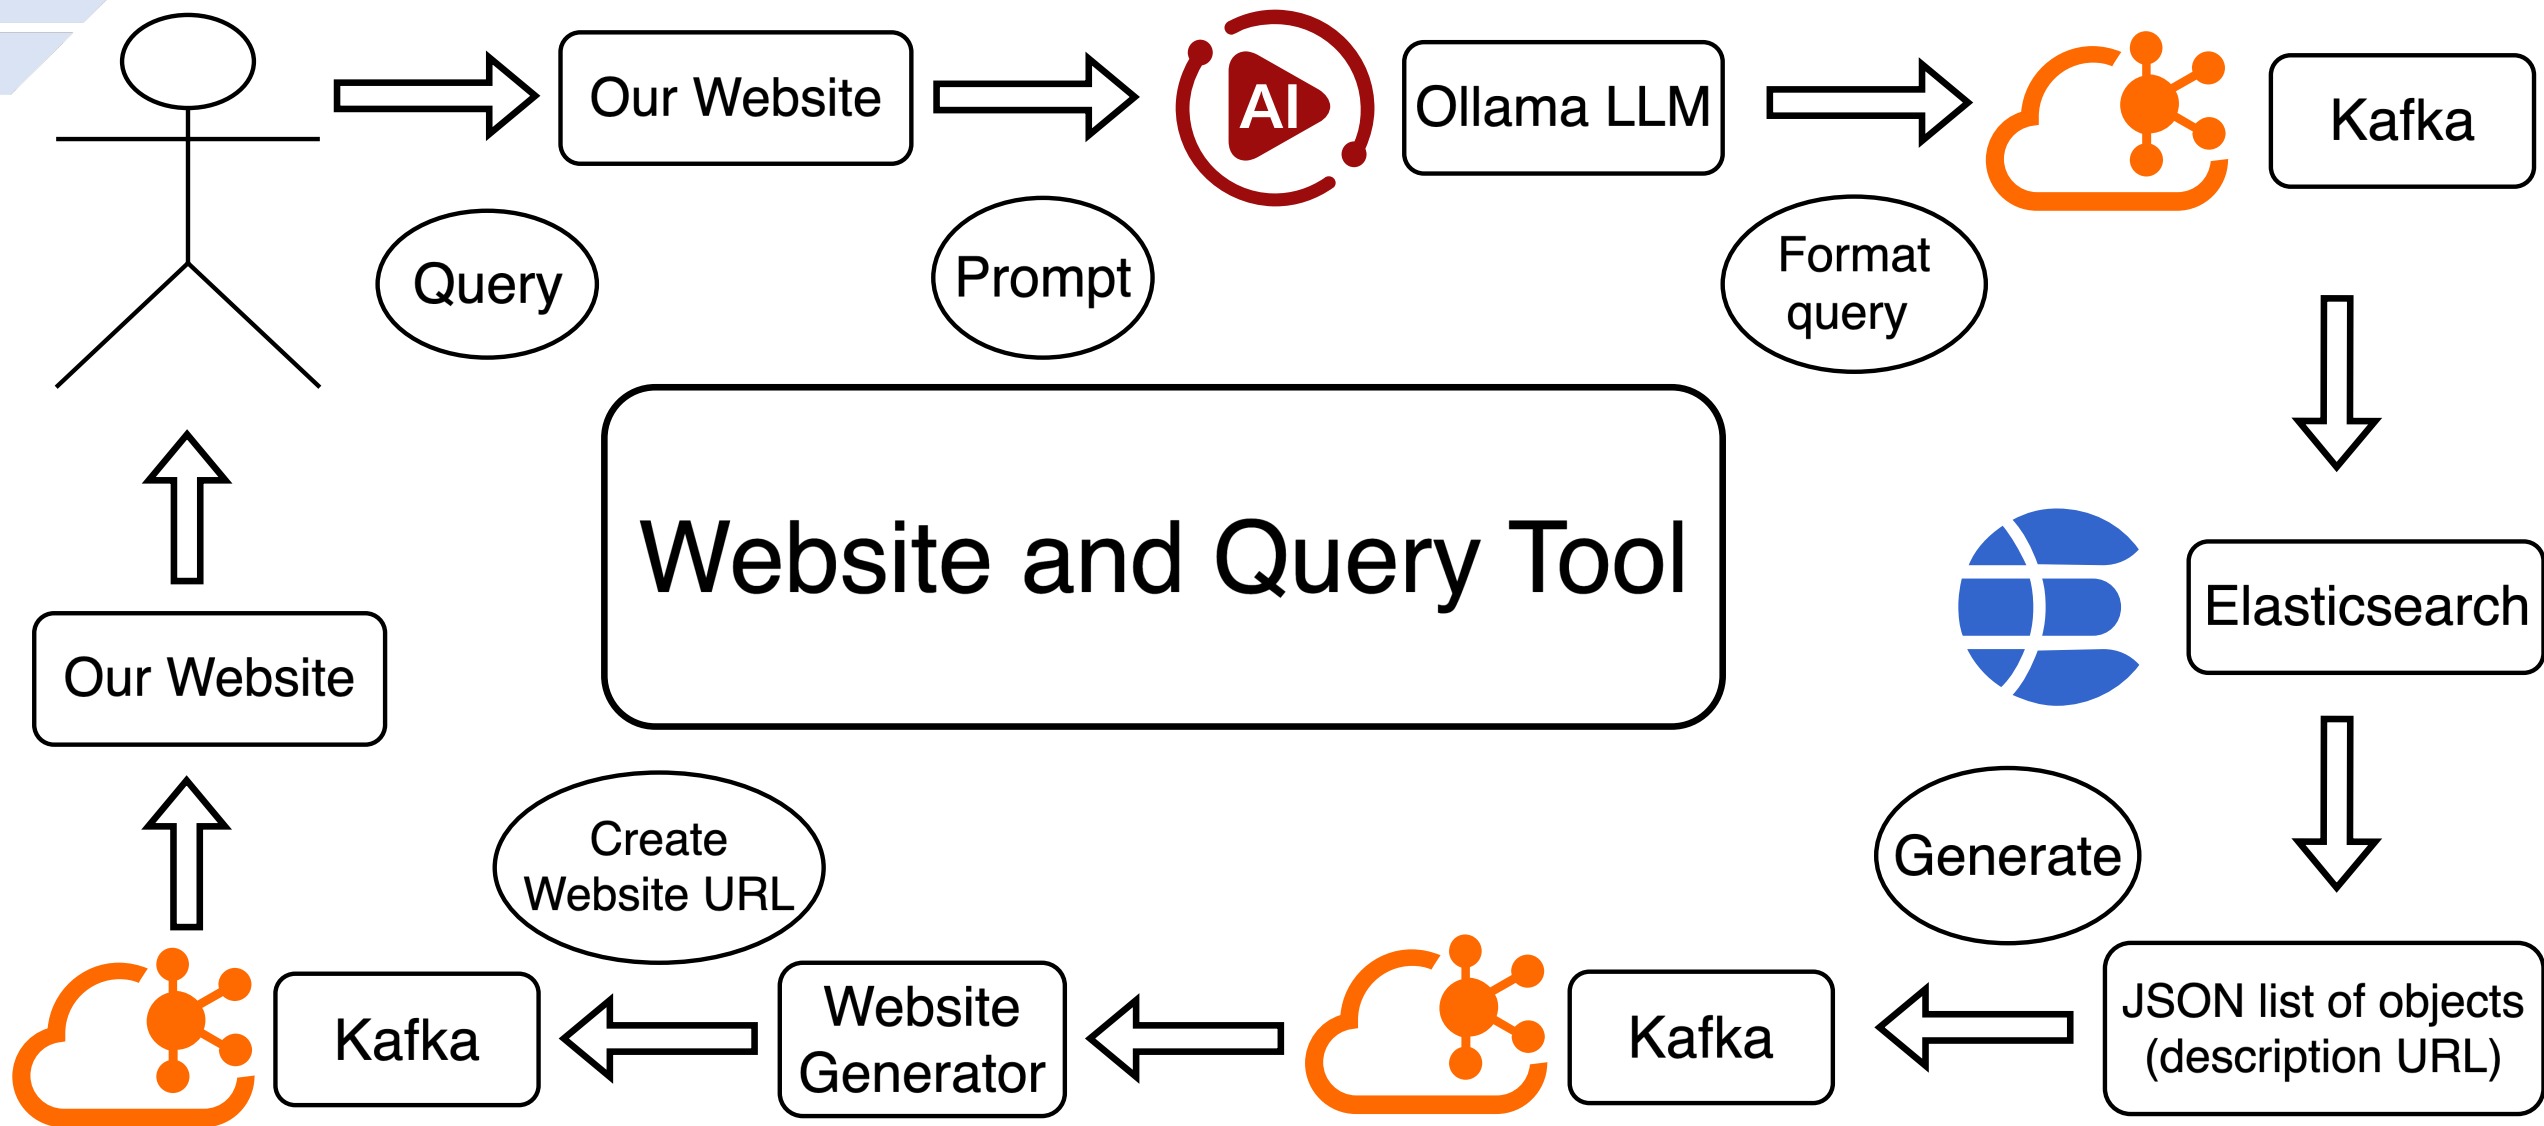 Our Website
AI
Ollama LLM
Kafka
Query
Prompt
Format
query
Website and Query Tool
Elasticsearch
Our Website
Create
Website URL
Generate
Kafka
Website
Generator
Kafka
JSON list of objects
(description URL)